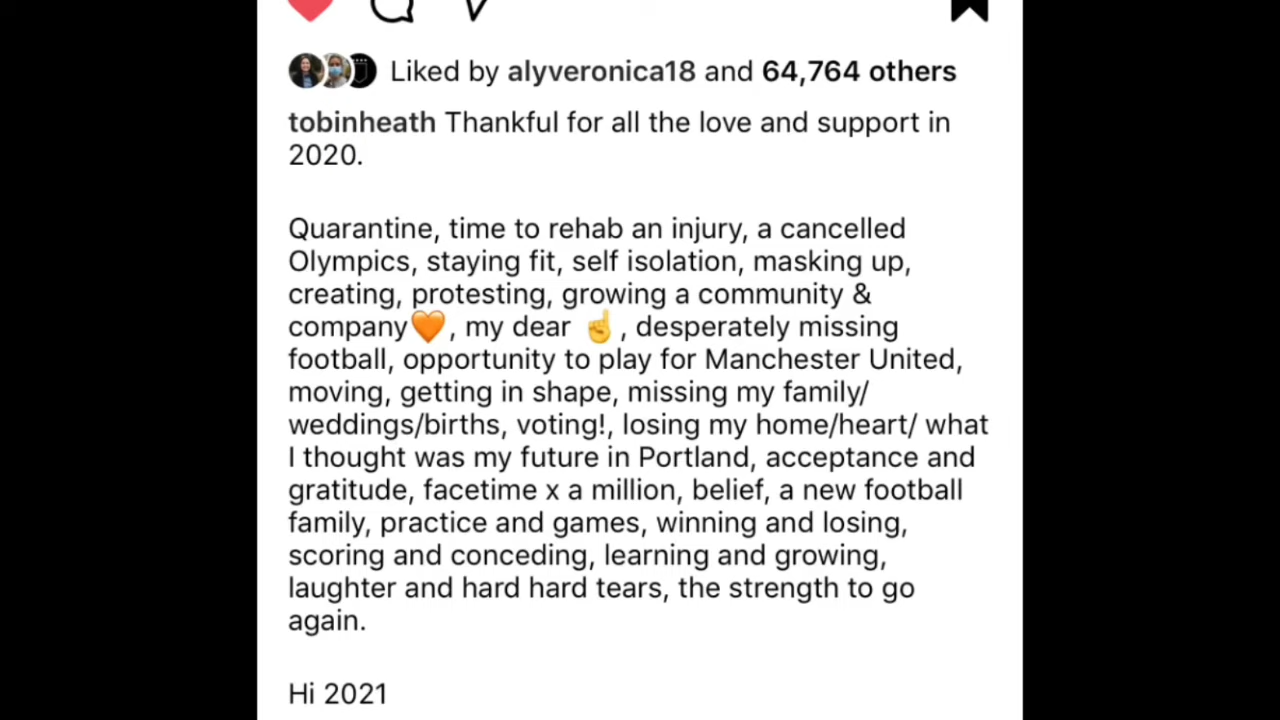 Liked by alyveronica18 and 64,764 others
tobinheath Thankful for all the love and support in
2020.
Quarantine, time to rehab an injury, a cancelled
Olympics, staying fit, self isolation, masking up,
creating, protesting, growing a community &
company🧡, my dear ☝️, desperately missing
football, opportunity to play for Manchester United,
moving, getting in shape, missing my family/
weddings/births, voting!, losing my home/heart/ what
I thought was my future in Portland, acceptance and
gratitude, facetime x a million, belief, a new football
family, practice and games, winning and losing,
scoring and conceding, learning and growing,
laughter and hard hard tears, the strength to go
again.
Hi 2021